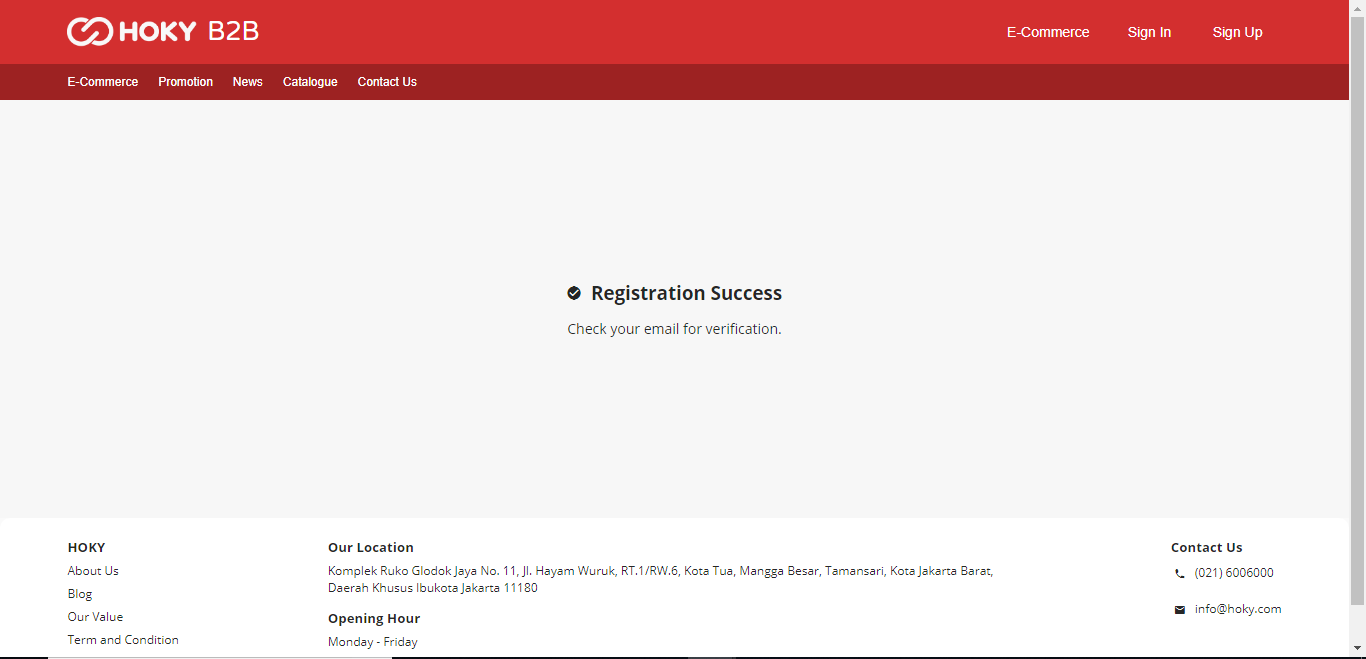 HOKY B2B
E-Commerce
Sign In
Sign Up
E-Commerce
Promotion
News
Catalogue
Contact Us
Registration Success
Check your email for verification.
HOKY
About Us
Blog
Our Value
Term and Condition
Our Location
Komplek Ruko Glodok Jaya No. 11, Jl. Hayam Wuruk, RT.1/RW.6, Kota Tua, Mangga Besar, Tamansari, Kota Jakarta Barat,
Daerah Khusus Ibukota Jakarta 11180
Opening Hour
Monday - Friday
Contact Us
(021) 6006000
info@hoky.com